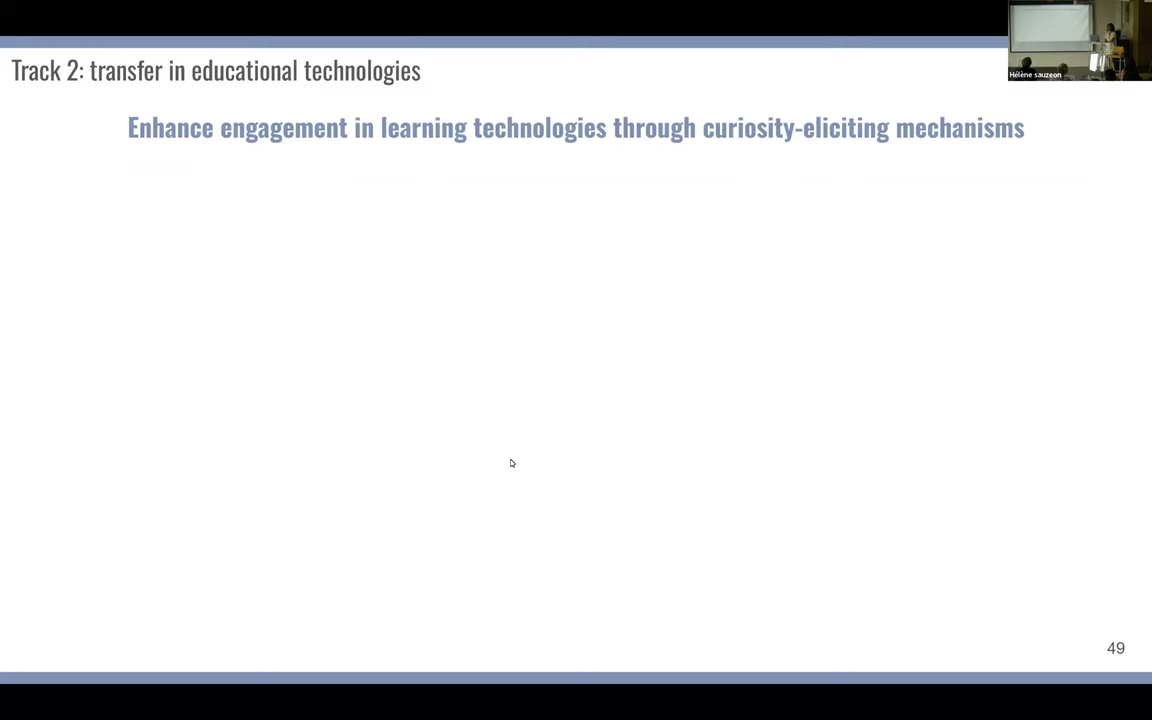 Track 2: transfer in educational technologies
Hélène sauzeon
Enhance engagement in learning technologies through curiosity-eliciting mechanisms
49